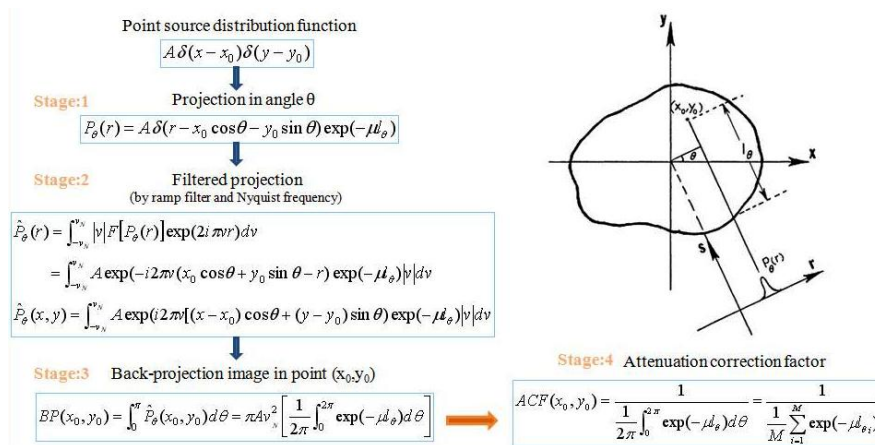 Point source distribution function
Aδ(x−x₀)δ(y−y₀)
Stage:1 Projection in angle θ
P_θ(r) = Aδ(r−x₀ cosθ−y₀ sinθ) exp(−μl_θ)
Stage:2 Filtered projection
(by ramp filter and Nyquist frequency)
P̂_θ(r) = ∫_{−ν_N}^{ν_N} |ν|F[P_θ(r)]exp(2iπνr)dν
= ∫_{−ν_N}^{ν_N} A exp(−i2πν(x₀ cosθ + y₀ sinθ − r) exp(−μl_θ)|ν|dν
P̂_θ(x, y) = ∫_{−ν_N}^{ν_N} A exp(i2πν[(x−x₀) cosθ + (y−y₀) sinθ) exp(−μl_θ)|ν|dν
Stage:3 Back-projection image in point (x₀,y₀)
BP(x₀,y₀) = ∫_0^π P̂_θ(x₀,y₀)dθ = πAν_N^2 [1/2π ∫_0^{2π} exp(−μl_θ)dθ]
y
(x₀,y₀)
l_θ
θ
x
S
P_θ(r)
r
Stage:4 Attenuation correction factor
ACF(x₀,y₀) = 1/(1/2π ∫_0^{2π} exp(−μl_θ)dθ) = 1/(1/M ∑_{i=1}^M exp(−μl_{θi})